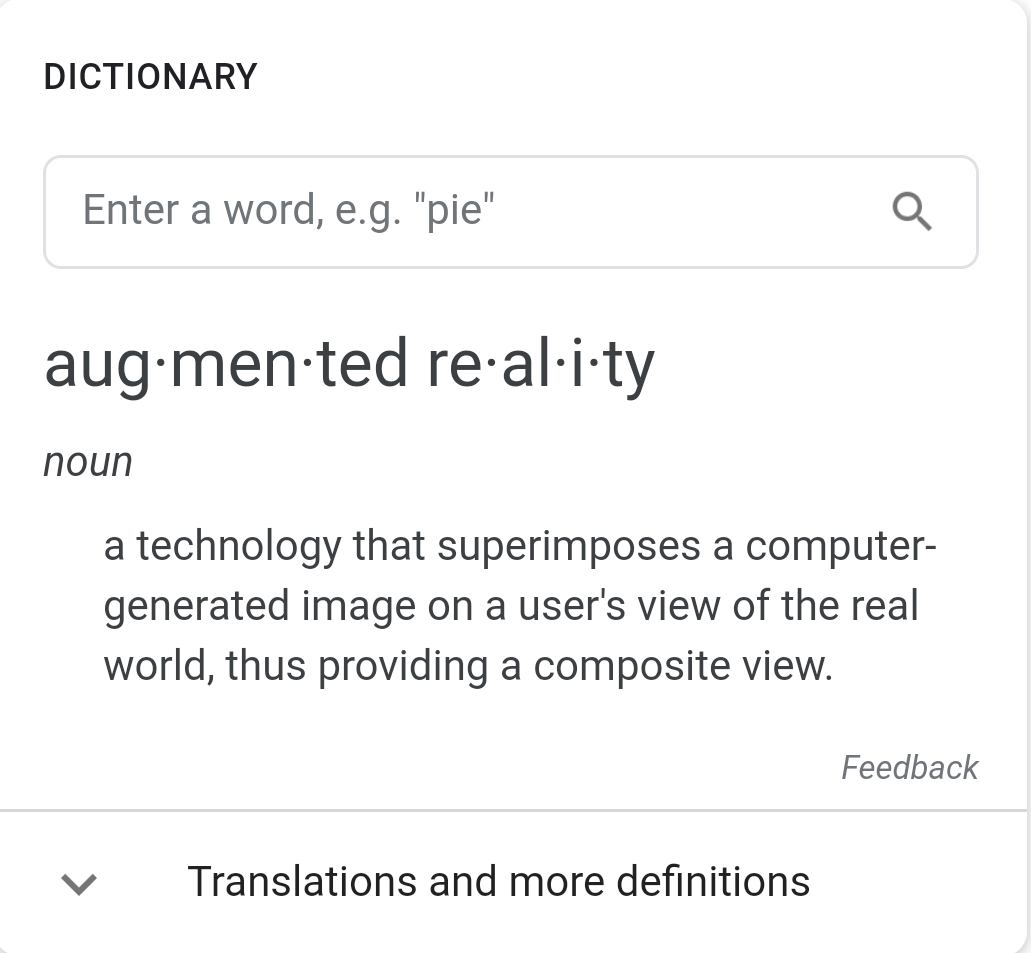 DICTIONARY
Enter a word, e.g. "pie"
aug·men·ted re·al·i·ty
noun
a technology that superimposes a computer-
generated image on a user's view of the real
world, thus providing a composite view.
Feedback
Translations and more definitions